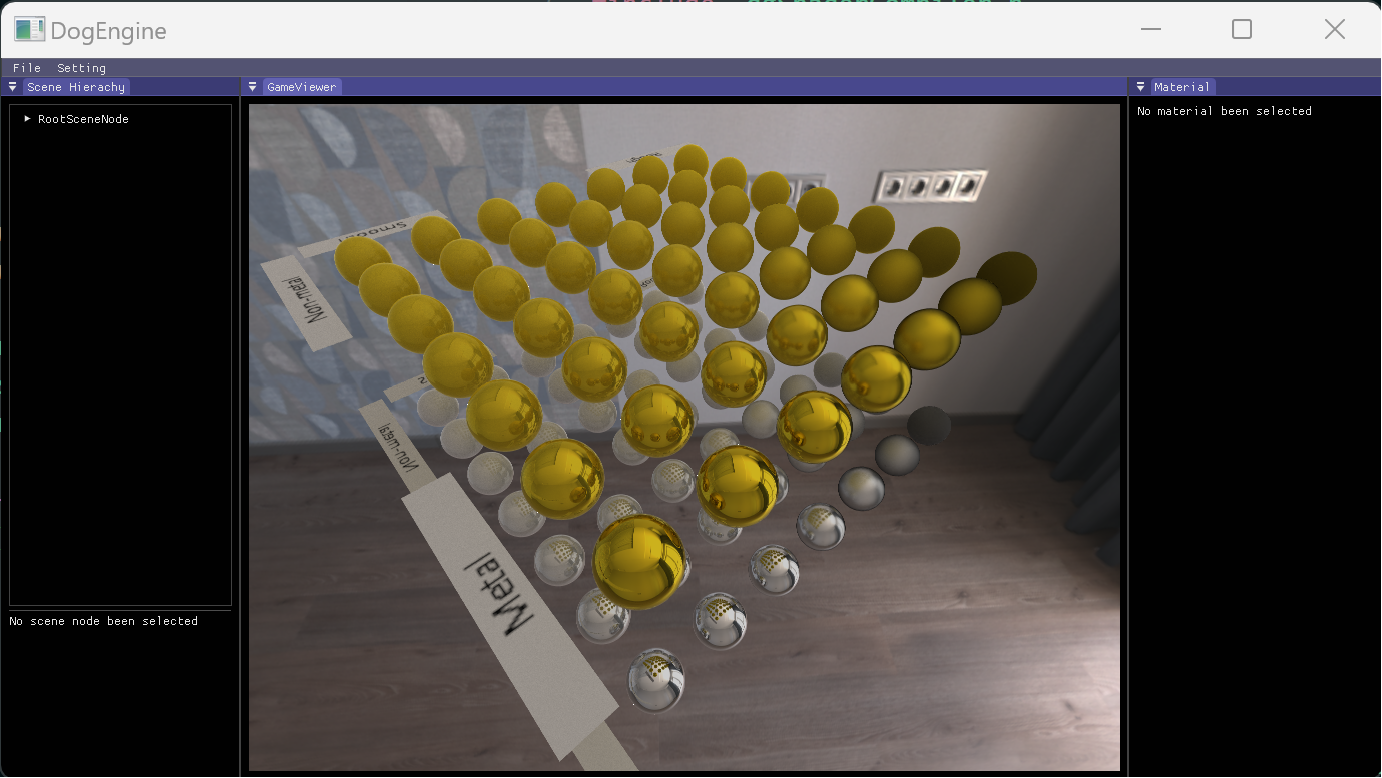 DogEngine
File Setting
Scene Hierachy
GameViewer
Material
RootSceneNode
No material been selected
Smooth
Non-metal
Non-metal
Metal
No scene node been selected